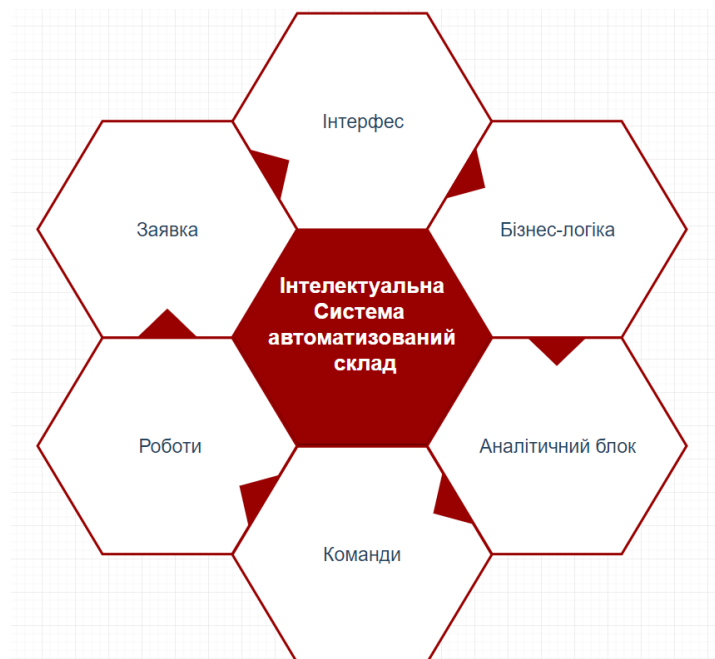 Інтерфес
Заявка
Бізнес-логіка
Інтелектуальна
Система
автоматизований
склад
Роботи
Аналітичний блок
Команди